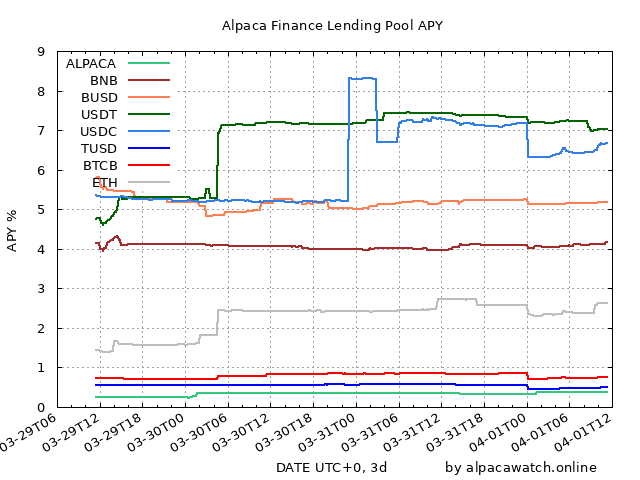 Alpaca Finance Lending Pool APY
9
8
7
6
5
4
3
2
1
0
APY %
ALPACA
BNB
BUSD
USDT
USDC
TUSD
BTCB
ETH
03-29T06
03-29T12
03-29T18
03-30T00
03-30T06
03-30T12
03-30T18
03-31T00
03-31T06
03-31T12
03-31T18
04-01T00
04-01T06
04-01T12
DATE UTC+0, 3d
by alpacawatch.online